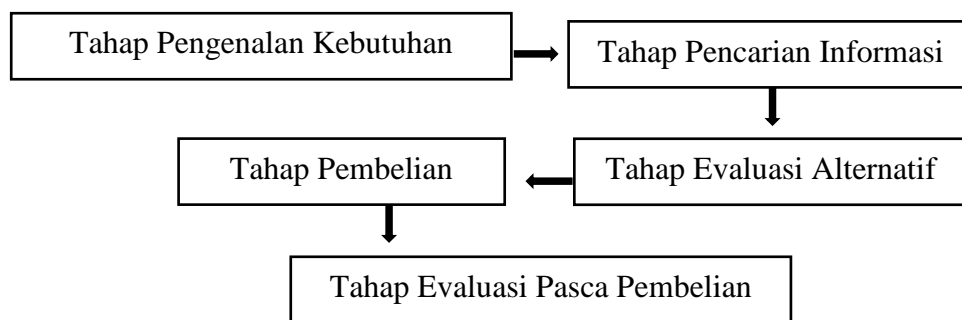 Tahap Pengenalan Kebutuhan
Tahap Pencarian Informasi
Tahap Evaluasi Alternatif
Tahap Pembelian
Tahap Evaluasi Pasca Pembelian